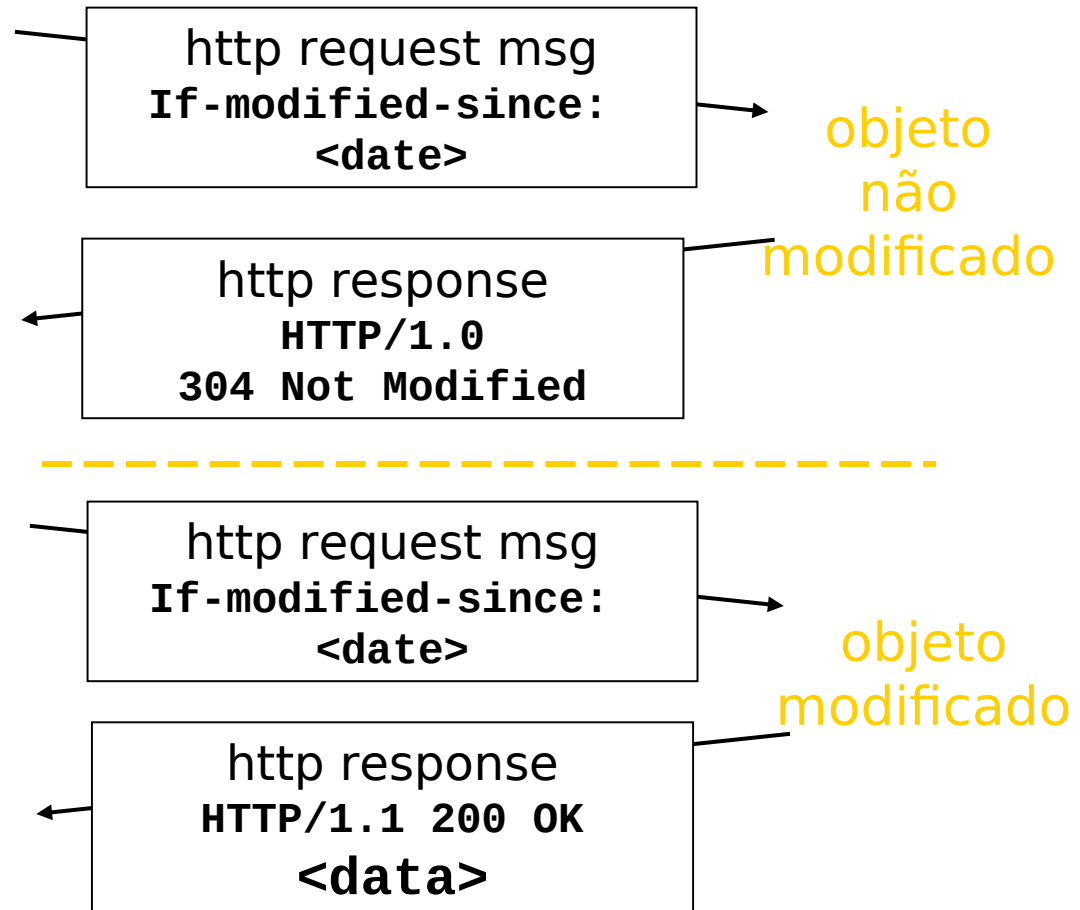 http request msg
If-modified-since:
<date>
objeto
não
modificado
http response
HTTP/1.0
304 Not Modified
http request msg
If-modified-since:
<date>
objeto
modificado
http response
HTTP/1.1 200 OK
<data>